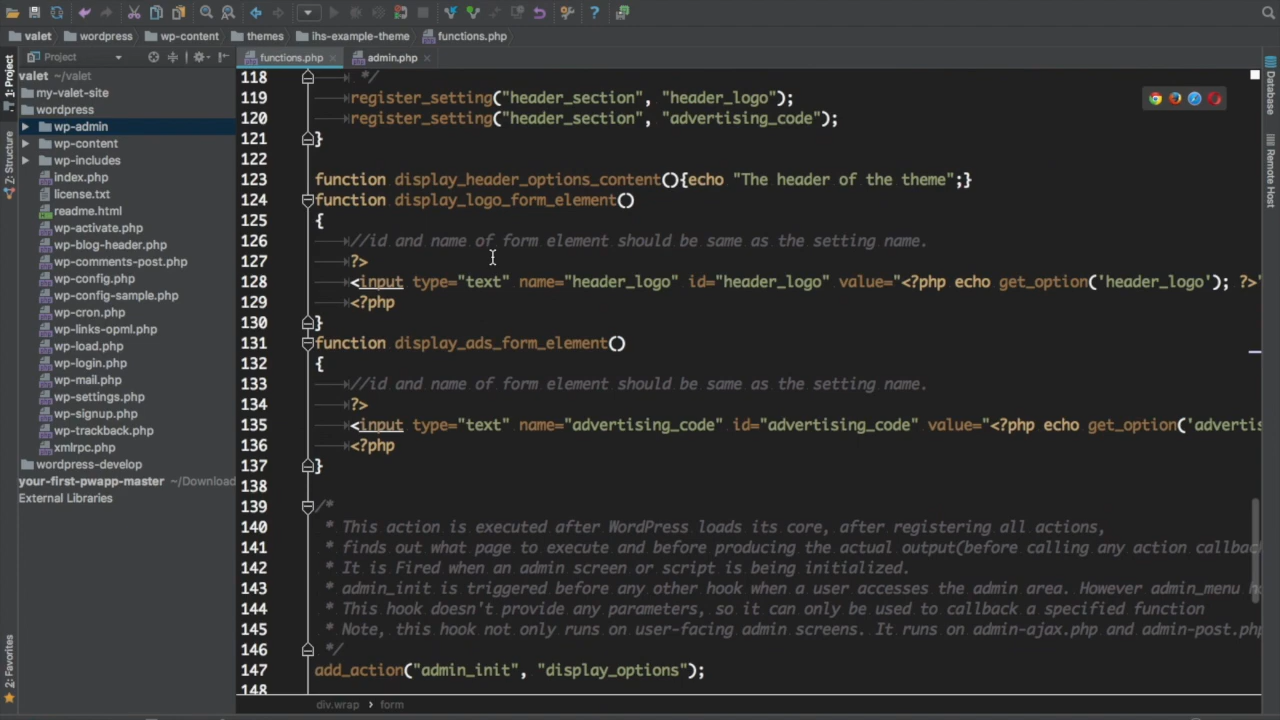 valet wordpress wp-content themes ihs-example-theme functions.php
Project functions.php admin.php
1: Project
Z: Structure
2: Favorites
Database
Remote Host
valet ~/valet
my-valet-site
wordpress
wp-admin
wp-content
wp-includes
index.php
license.txt
readme.html
wp-activate.php
wp-blog-header.php
wp-comments-post.php
wp-config.php
wp-config-sample.php
wp-cron.php
wp-links-opml.php
wp-load.php
wp-login.php
wp-mail.php
wp-settings.php
wp-signup.php
wp-trackback.php
xmlrpc.php
wordpress-develop
your-first-pwapp-master ~/Download
External Libraries
118 */
119 register_setting("header_section", "header_logo");
120 register_setting("header_section", "advertising_code");
121 }
122
123 function display_header_options_content(){echo "The header of the theme";}
124 function display_logo_form_element()
125 {
126 //id and name of form element should be same as the setting name.
127 ?>
128 <input type="text" name="header_logo" id="header_logo" value="<?php echo get_option('header_logo'); ?>"
129 <?php
130 }
131 function display_ads_form_element()
132 {
133 //id and name of form element should be same as the setting name.
134 ?>
135 <input type="text" name="advertising_code" id="advertising_code" value="<?php echo get_option('advertis
136 <?php
137 }
138
139 /*
140 * This action is executed after WordPress loads its core, after registering all actions,
141 * finds out what page to execute and before producing the actual output(before calling any action callbac
142 * It is Fired when an admin screen or script is being initialized.
143 * admin_init is triggered before any other hook when a user accesses the admin area. However admin_menu h
144 * This hook doesn't provide any parameters, so it can only be used to callback a specified function
145 * Note, this hook not only runs on user-facing admin screens. It runs on admin-ajax.php and admin-post.php
146 */
147 add_action("admin_init", "display_options");
148
div.wrap form